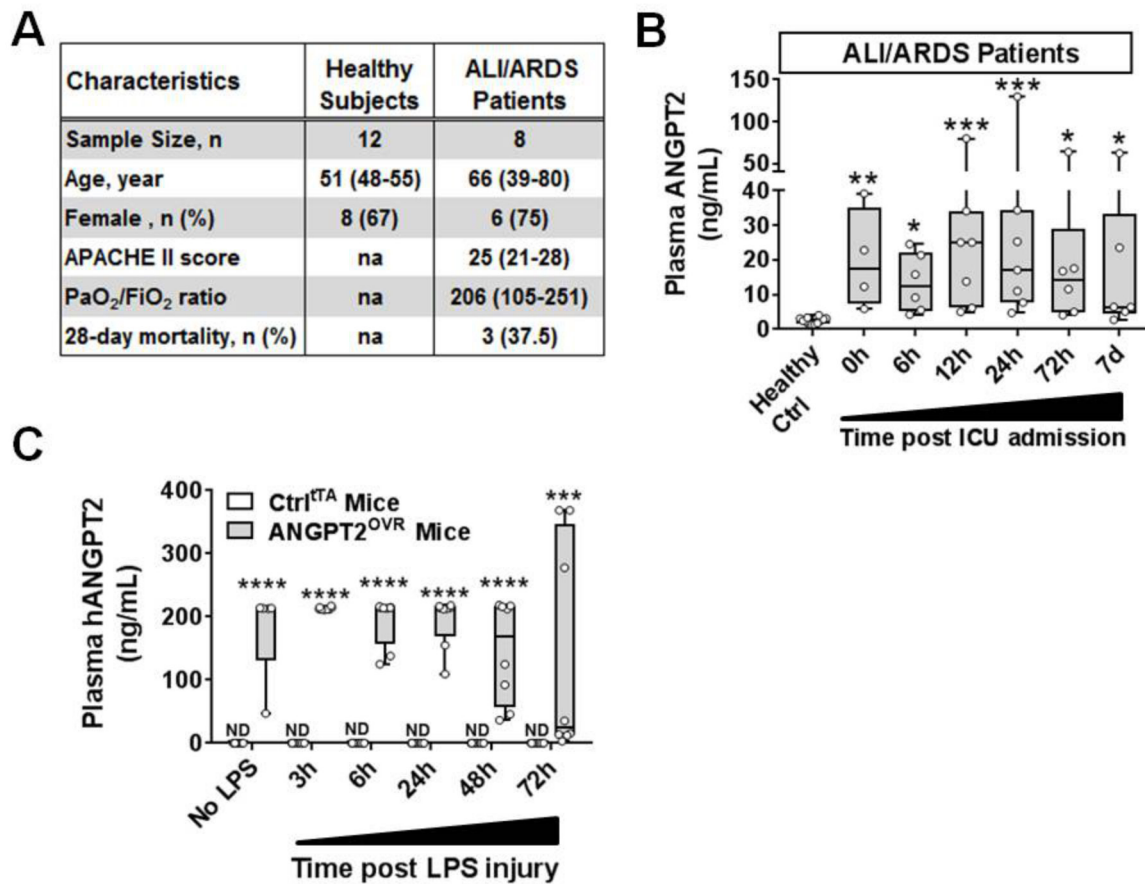 A
Characteristics Healthy Subjects ALI/ARDS Patients
Sample Size, n 12 8
Age, year 51 (48-55) 66 (39-80)
Female , n (%) 8 (67) 6 (75)
APACHE II score na 25 (21-28)
PaO₂/FiO₂ ratio na 206 (105-251)
28-day mortality, n (%) na 3 (37.5)
B
ALI/ARDS Patients
Plasma ANGPT2
(ng/mL)
150
100
50
40
30
20
10
0
** * *** *** * *
Healthy Ctrl 0h 6h 12h 24h 72h 7d
Time post ICU admission
C
Plasma hANGPT2
(ng/mL)
400
300
200
100
0
Ctrlᵗᵀᴬ Mice
ANGPT2ᴼⱽᴿ Mice
**** **** **** **** **** ***
ND ND ND ND ND ND
No LPS 3h 6h 24h 48h 72h
Time post LPS injury